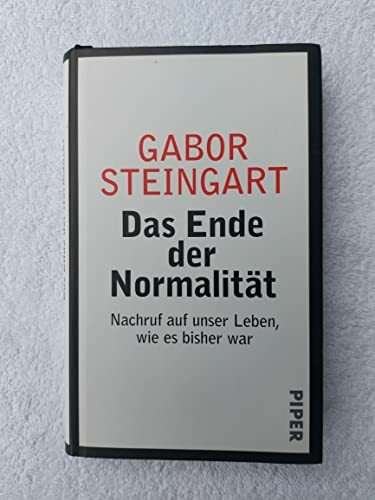 GABOR
STEINGART
Das Ende
der
Normalität
Nachruf auf unser Leben,
wie es bisher war
PIPER